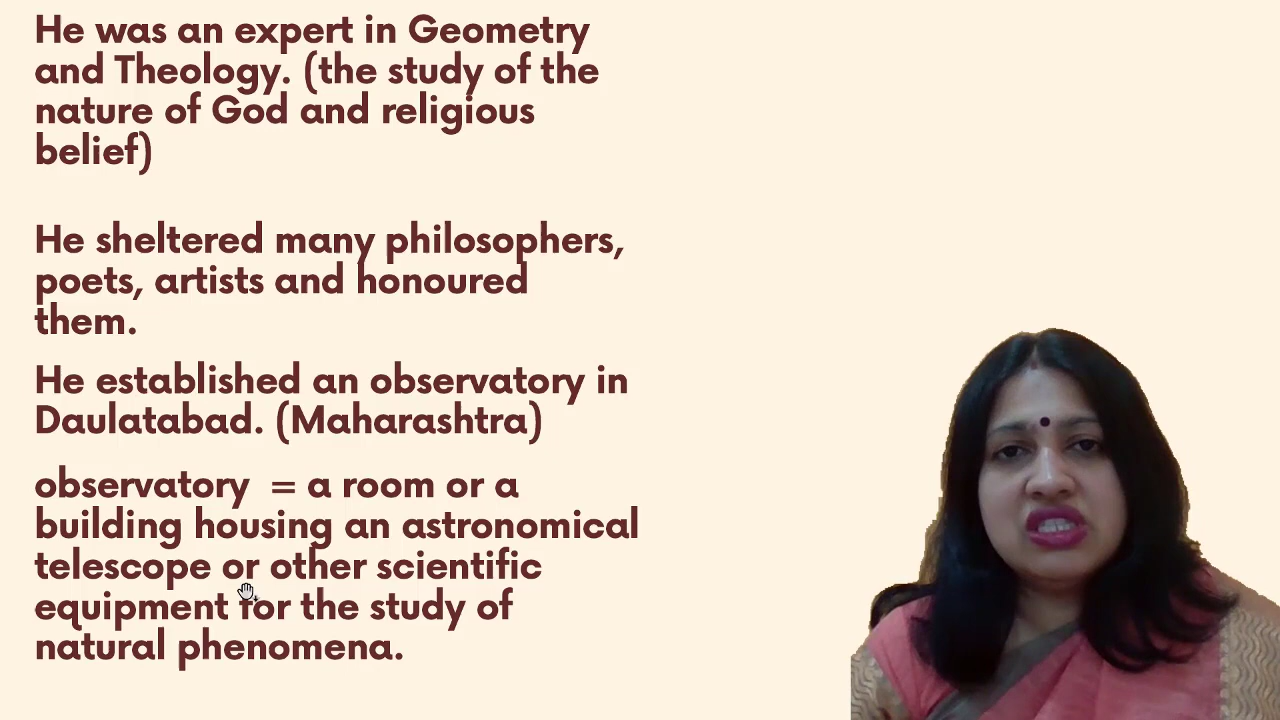 He was an expert in Geometry
and Theology. (the study of the
nature of God and religious
belief)
He sheltered many philosophers,
poets, artists and honoured
them.
He established an observatory in
Daulatabad. (Maharashtra)
observatory = a room or a
building housing an astronomical
telescope or other scientific
equipment for the study of
natural phenomena.